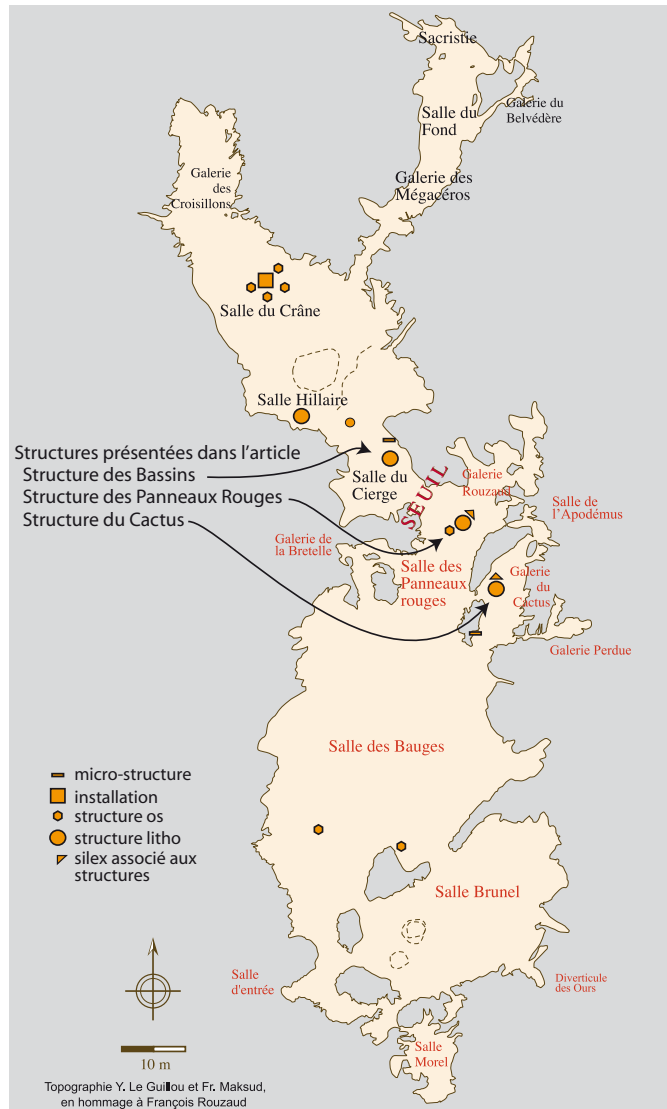 Sacristie
Galerie du
Belvédère
Salle du
Fond
Galerie des
Mégacéros
Galerie
des
Croisillons
Salle du Crâne
Salle Hillaire
Structures présentées dans l'article
Structure des Bassins
Structure des Panneaux Rouges
Structure du Cactus
Salle du
Cierge
SEUIL
Galerie
Rouzaud
Salle de
l'Apodémus
Galerie de
la Bretelle
Salle des
Panneaux
rouges
Galerie
du
Cactus
Galerie Perdue
Salle des Bauges
micro-structure
installation
structure os
structure litho
silex associé aux
structures
Salle Brunel
Salle
d'entrée
Diverticule
des Ours
Salle
Morel
10 m
Topographie Y. Le Guillou et Fr. Maksud,
en hommage à François Rouzaud